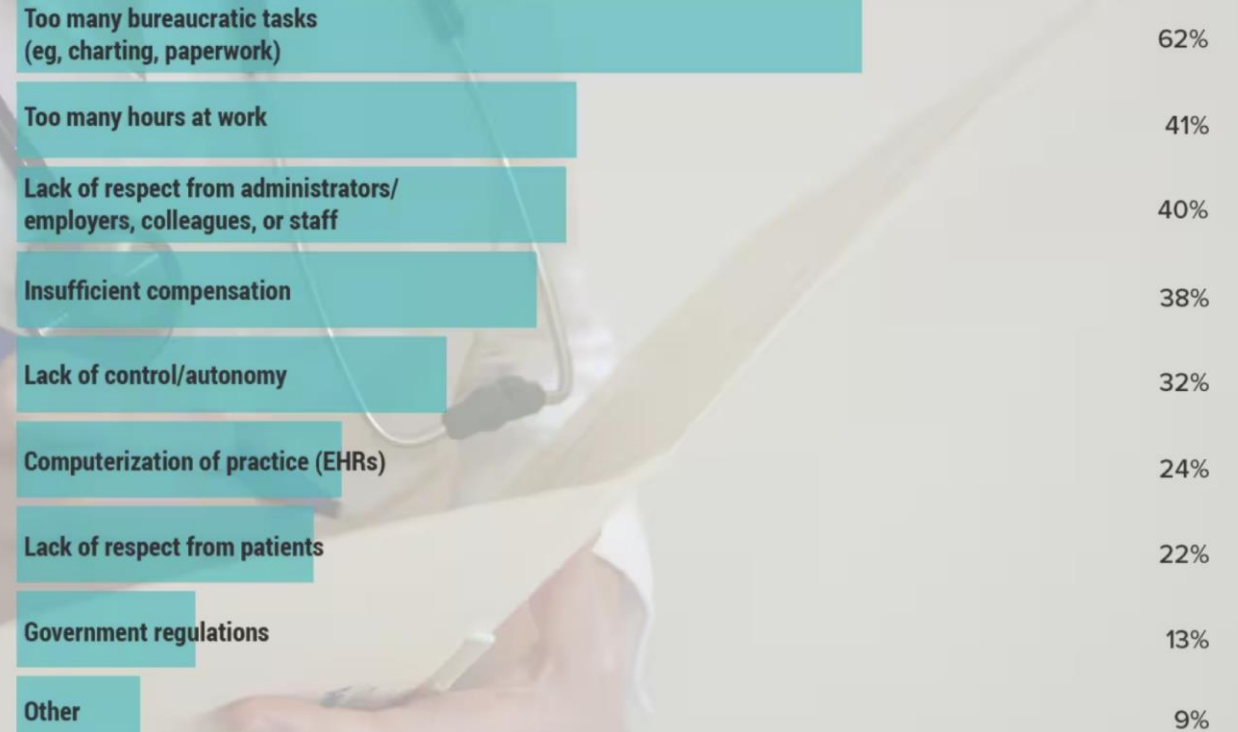 Too many bureaucratic tasks
(eg, charting, paperwork)
62%
Too many hours at work
41%
Lack of respect from administrators/
employers, colleagues, or staff
40%
Insufficient compensation
38%
Lack of control/autonomy
32%
Computerization of practice (EHRs)
24%
Lack of respect from patients
22%
Government regulations
13%
Other
9%